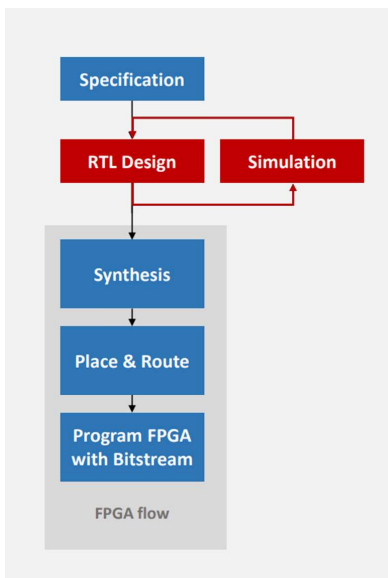 Specification
RTL Design
Simulation
Synthesis
Place & Route
Program FPGA
with Bitstream
FPGA flow